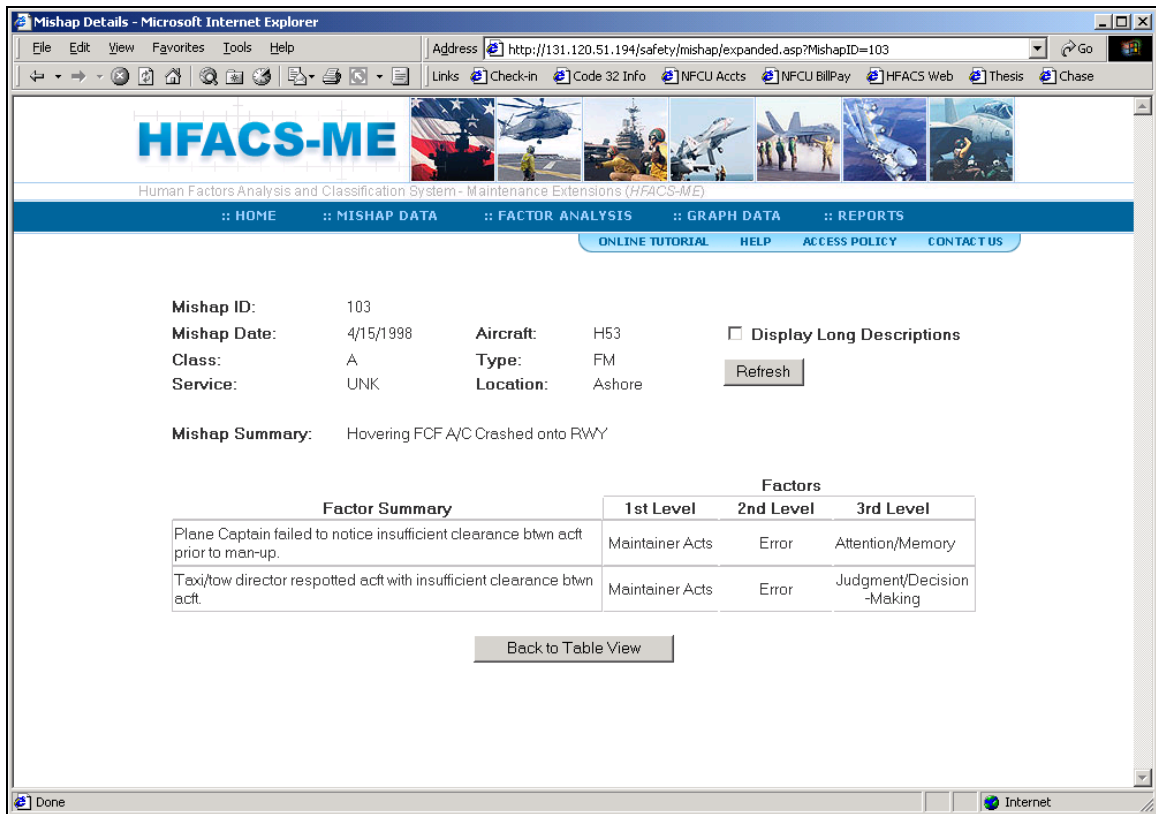 Mishap Details - Microsoft Internet Explorer
File Edit View Favorites Tools Help
Address http://131.120.51.194/safety/mishap/expanded.asp?MishapID=103 Go
Links Check-in Code 32 Info NFCU Accts NFCU BillPay HFACS Web Thesis Chase
HFACS-ME
Human Factors Analysis and Classification System - Maintenance Extensions (HFACS-ME)
:: HOME :: MISHAP DATA :: FACTOR ANALYSIS :: GRAPH DATA :: REPORTS
ONLINE TUTORIAL HELP ACCESS POLICY CONTACT US
Mishap ID: 103
Mishap Date: 4/15/1998 Aircraft: H53 Display Long Descriptions
Class: A Type: FM
Refresh
Service: UNK Location: Ashore
Mishap Summary: Hovering FCF A/C Crashed onto RWY
Factors
Factor Summary 1st Level 2nd Level 3rd Level
Plane Captain failed to notice insufficient clearance btwn acft
prior to man-up.
Maintainer Acts Error Attention/Memory
Taxi/tow director respotted acft with insufficient clearance btwn
acft.
Maintainer Acts Error Judgment/Decision
-Making
Back to Table View
Done Internet